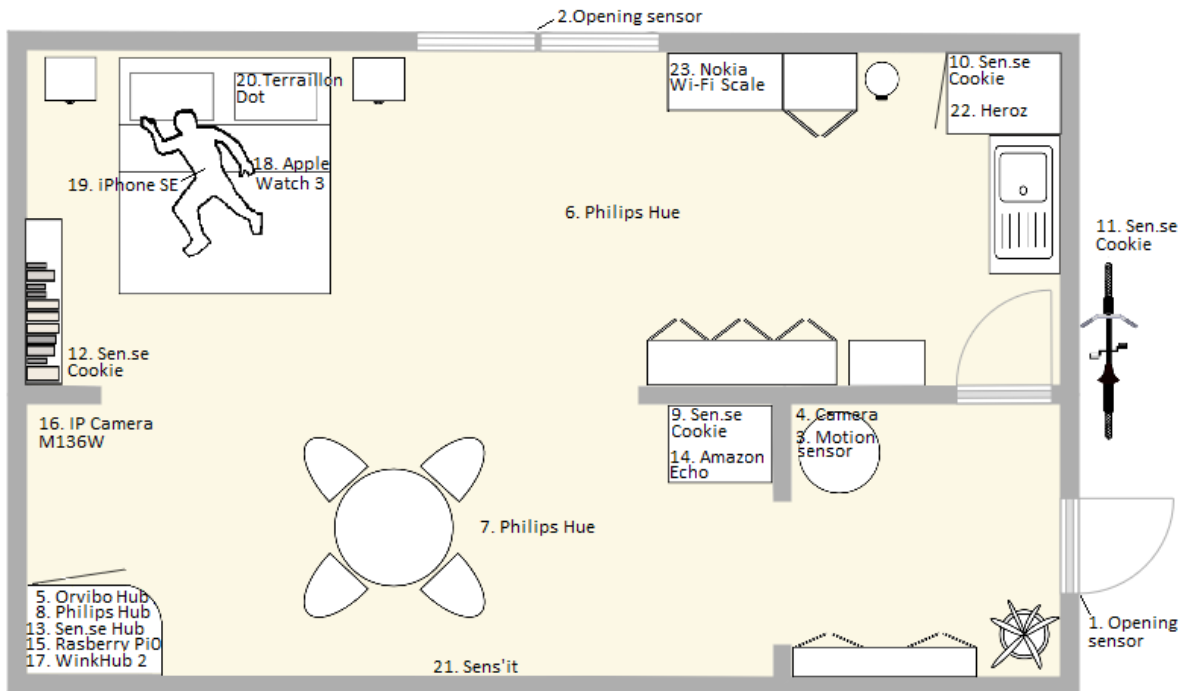 2.Opening sensor
20.Terraillon
Dot
23. Nokia
Wi-Fi Scale
10. Sen.se
Cookie
22. Heroz
18. Apple
Watch 3
19. iPhone SE
6. Philips Hue
11. Sen.se
Cookie
12. Sen.se
Cookie
16. IP Camera
M136W
9. Sen.se
Cookie
14. Amazon
Echo
4. Camera
3. Motion
sensor
7. Philips Hue
5. Orvibo Hub
8. Philips Hub
13. Sen.se Hub
15. Rasberry Pi0
17. WinkHub 2
21. Sens'it
1. Opening
sensor